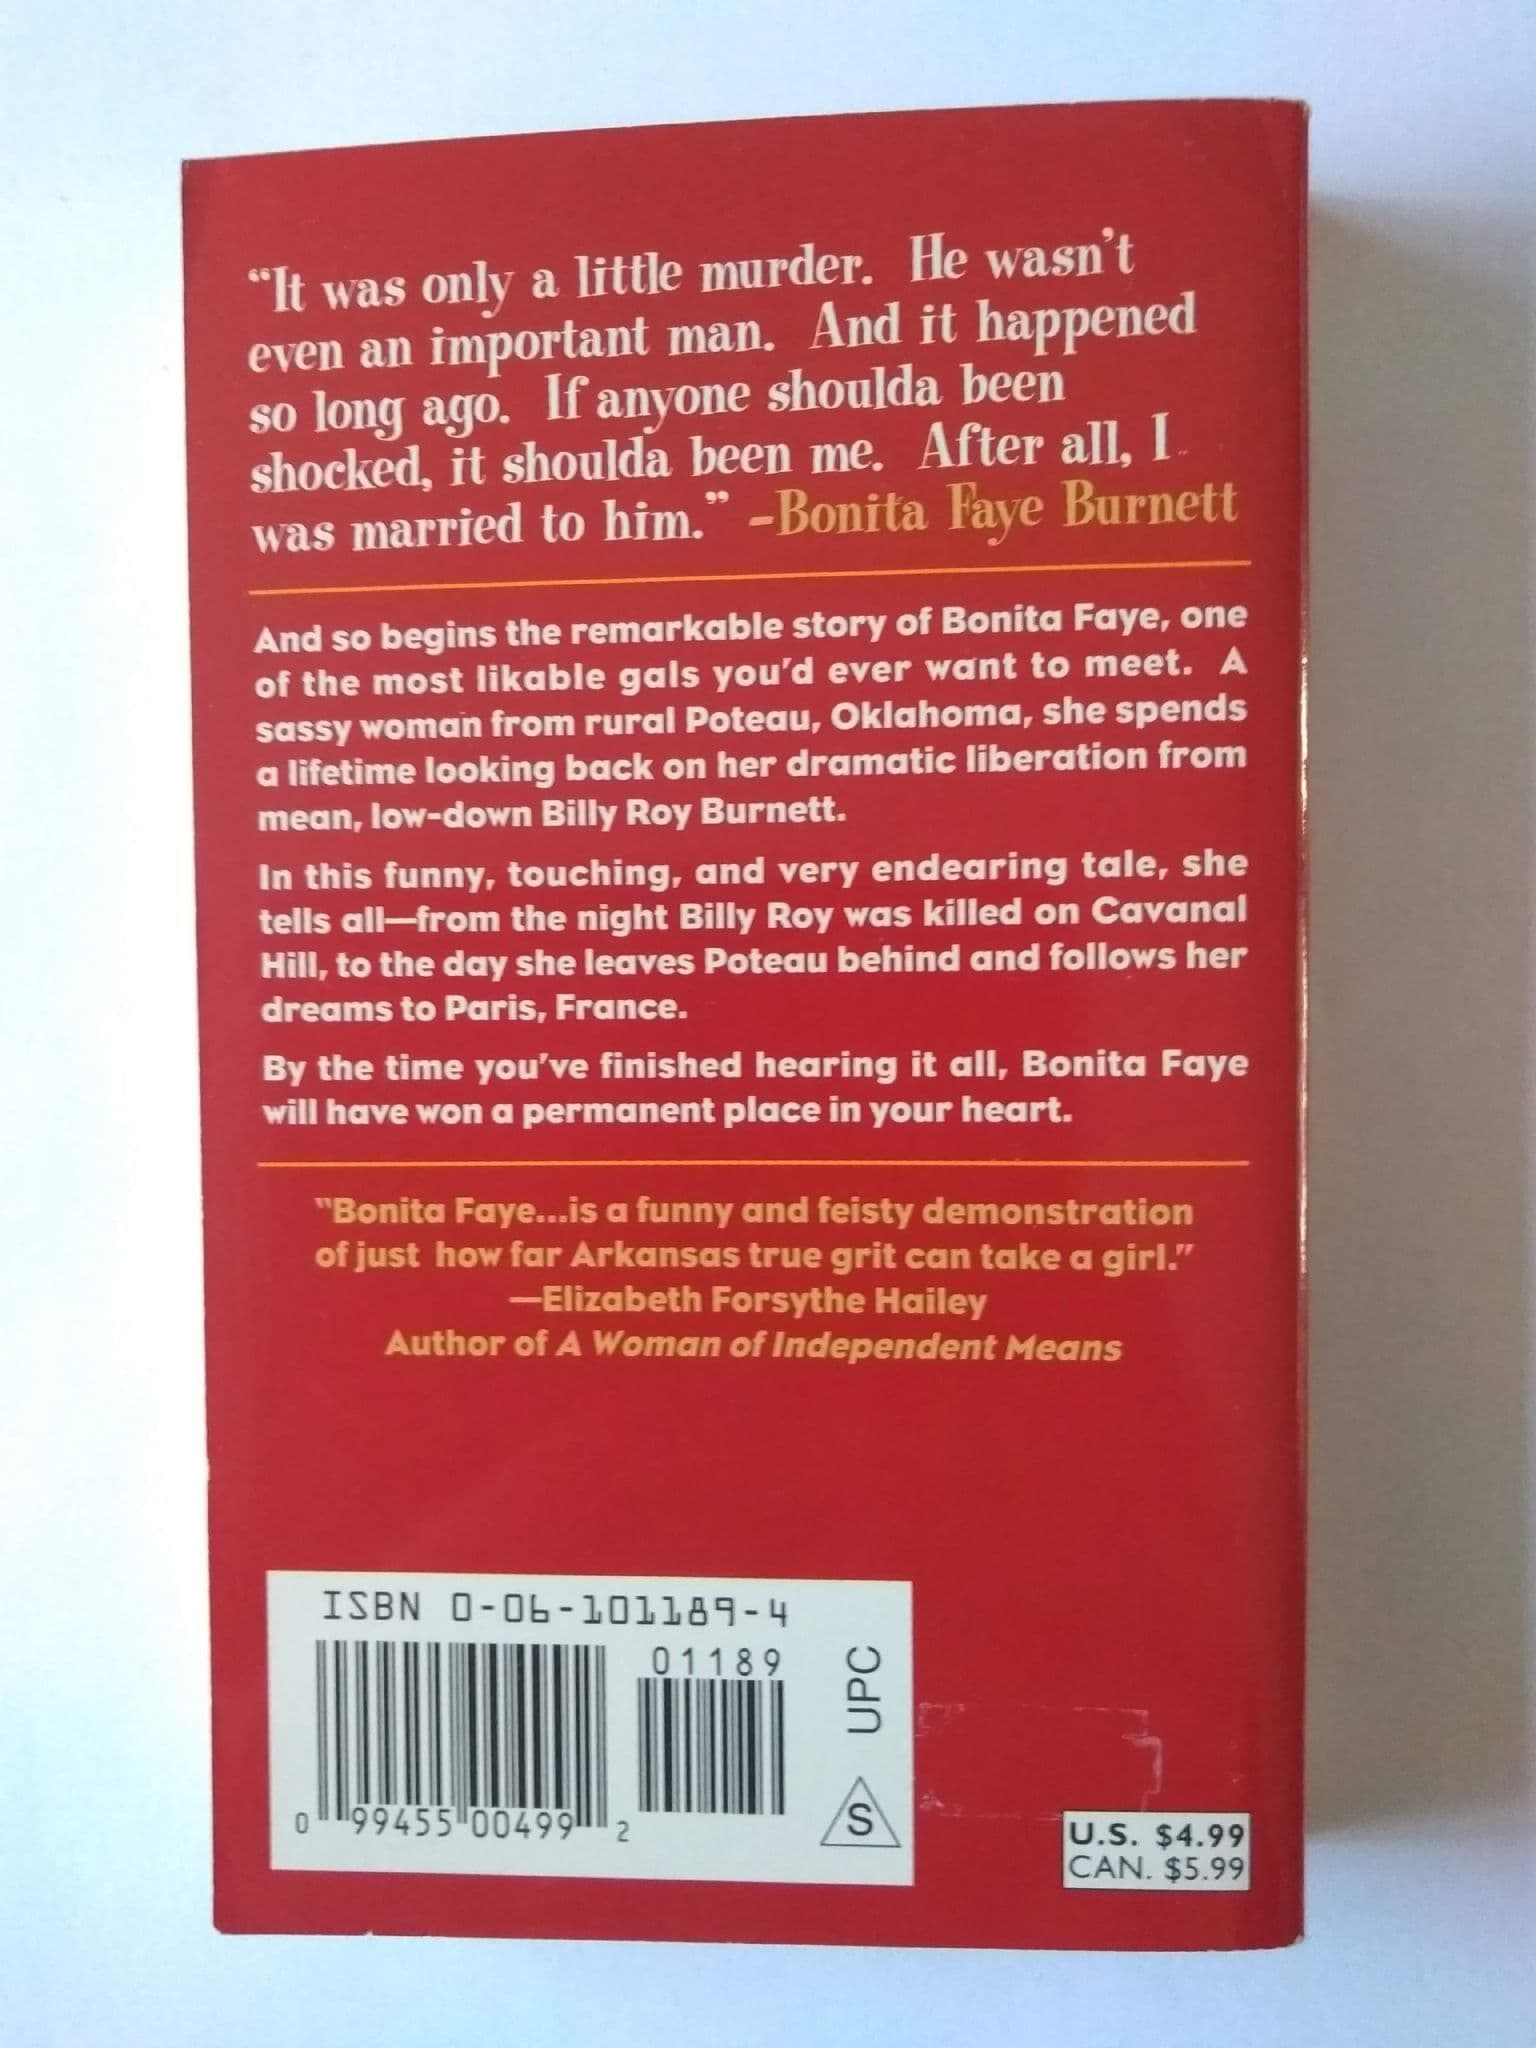 “It was only a little murder. He wasn’t
even an important man. And it happened
so long ago. If anyone shoulda been
shocked, it shoulda been me. After all, I
was married to him.” –Bonita Faye Burnett
And so begins the remarkable story of Bonita Faye, one
of the most likable gals you’d ever want to meet. A
sassy woman from rural Poteau, Oklahoma, she spends
a lifetime looking back on her dramatic liberation from
mean, low-down Billy Roy Burnett.
In this funny, touching, and very endearing tale, she
tells all—from the night Billy Roy was killed on Cavanal
Hill, to the day she leaves Poteau behind and follows her
dreams to Paris, France.
By the time you’ve finished hearing it all, Bonita Faye
will have won a permanent place in your heart.
"Bonita Faye...is a funny and feisty demonstration
of just how far Arkansas true grit can take a girl."
—Elizabeth Forsythe Hailey
Author of A Woman of Independent Means
ISBN 0-06-101189-4
01189
UPC
0 99455 00499 2
S
U.S. $4.99
CAN. $5.99